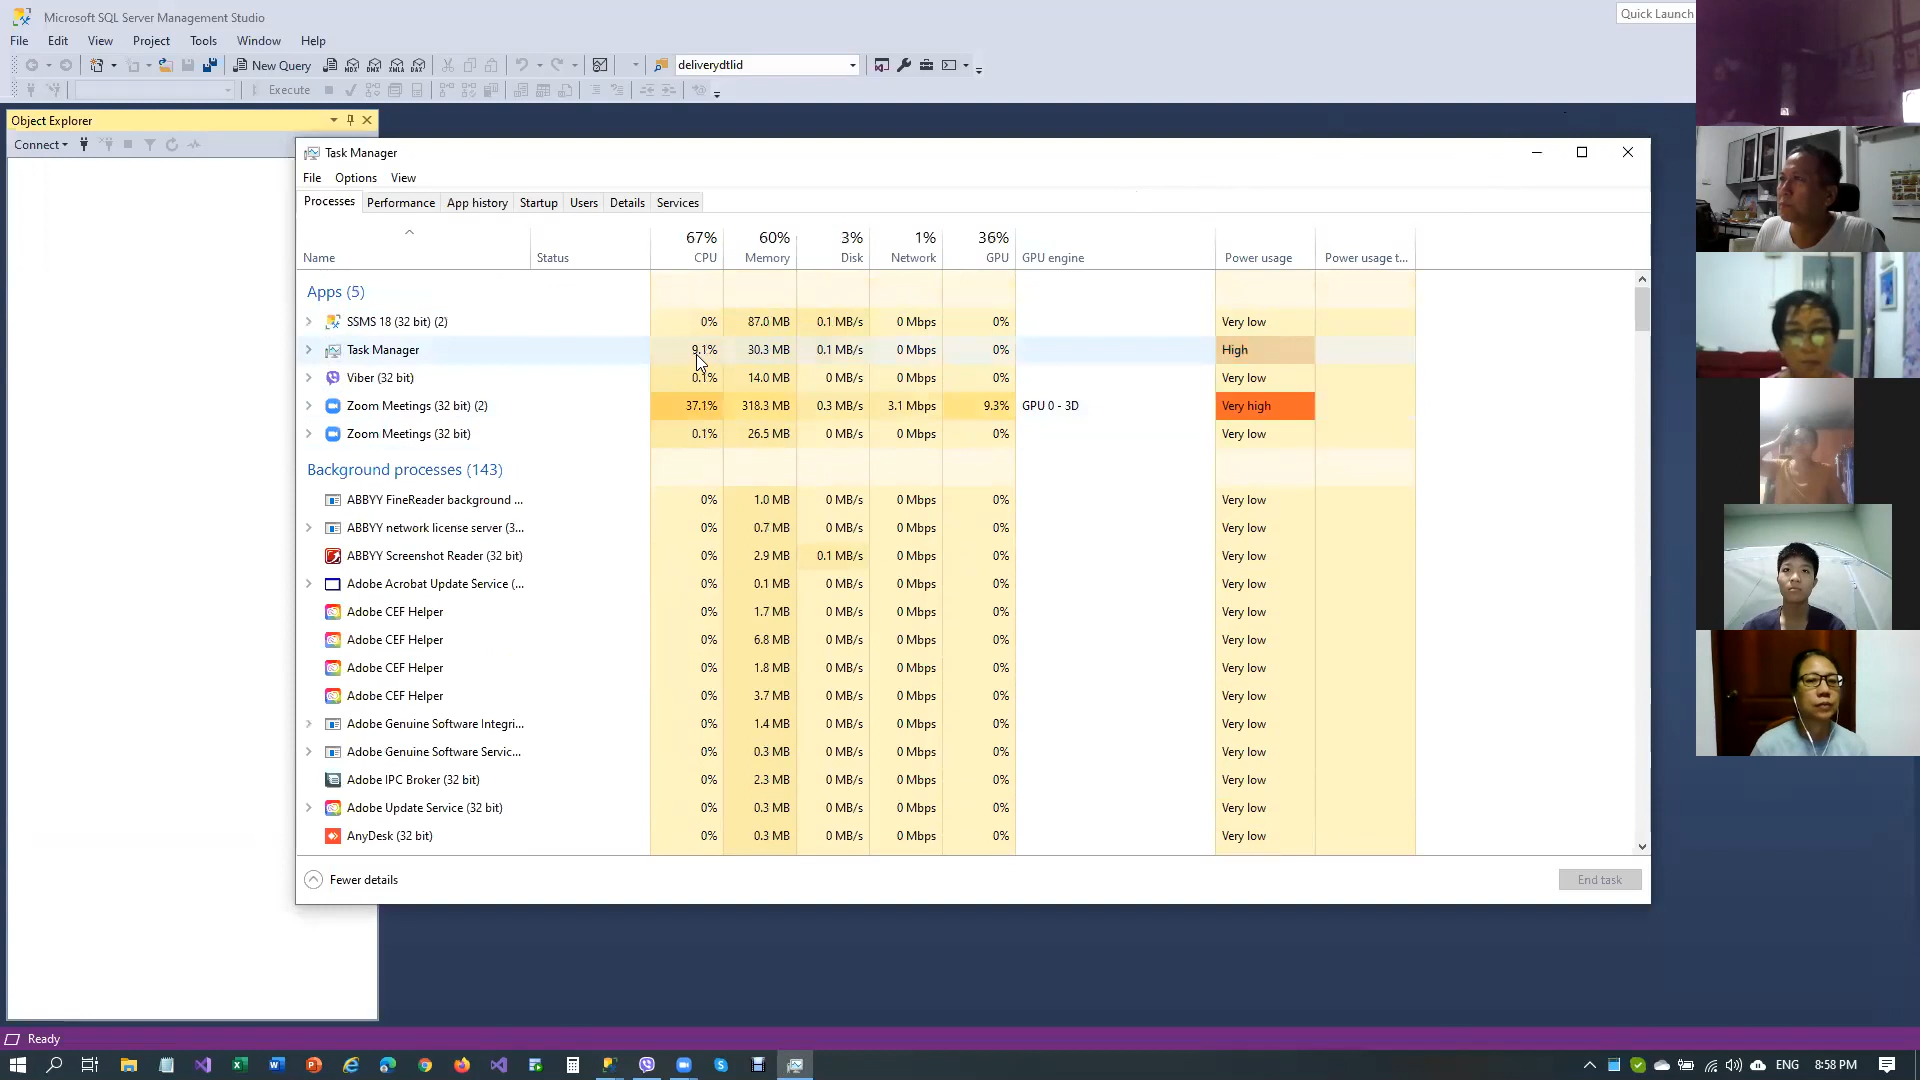 Microsoft SQL Server Management Studio
Quick Launch
File Edit View Project Tools Window Help
New Query MDX DMX XMLA DAX deliverydtlid
Execute
Object Explorer
Connect
Task Manager
File Options View
Processes Performance App history Startup Users Details Services
67% 60% 3% 1% 36%
Name Status CPU Memory Disk Network GPU GPU engine Power usage Power usage t...
Apps (5)
SSMS 18 (32 bit) (2) 0% 87.0 MB 0.1 MB/s 0 Mbps 0% Very low
Task Manager 9.1% 30.3 MB 0.1 MB/s 0 Mbps 0% High
Viber (32 bit) 0.1% 14.0 MB 0 MB/s 0 Mbps 0% Very low
Zoom Meetings (32 bit) (2) 37.1% 318.3 MB 0.3 MB/s 3.1 Mbps 9.3% GPU 0 - 3D Very high
Zoom Meetings (32 bit) 0.1% 26.5 MB 0 MB/s 0 Mbps 0% Very low
Background processes (143)
ABBYY FineReader background ... 0% 1.0 MB 0 MB/s 0 Mbps 0% Very low
ABBYY network license server (3... 0% 0.7 MB 0 MB/s 0 Mbps 0% Very low
ABBYY Screenshot Reader (32 bit) 0% 2.9 MB 0.1 MB/s 0 Mbps 0% Very low
Adobe Acrobat Update Service (... 0% 0.1 MB 0 MB/s 0 Mbps 0% Very low
Adobe CEF Helper 0% 1.7 MB 0 MB/s 0 Mbps 0% Very low
Adobe CEF Helper 0% 6.8 MB 0 MB/s 0 Mbps 0% Very low
Adobe CEF Helper 0% 1.8 MB 0 MB/s 0 Mbps 0% Very low
Adobe CEF Helper 0% 3.7 MB 0 MB/s 0 Mbps 0% Very low
Adobe Genuine Software Integri... 0% 1.4 MB 0 MB/s 0 Mbps 0% Very low
Adobe Genuine Software Servic... 0% 0.3 MB 0 MB/s 0 Mbps 0% Very low
Adobe IPC Broker (32 bit) 0% 2.3 MB 0 MB/s 0 Mbps 0% Very low
Adobe Update Service (32 bit) 0% 0.3 MB 0 MB/s 0 Mbps 0% Very low
AnyDesk (32 bit) 0% 0.3 MB 0 MB/s 0 Mbps 0% Very low
Fewer details End task
Ready
ENG 8:58 PM